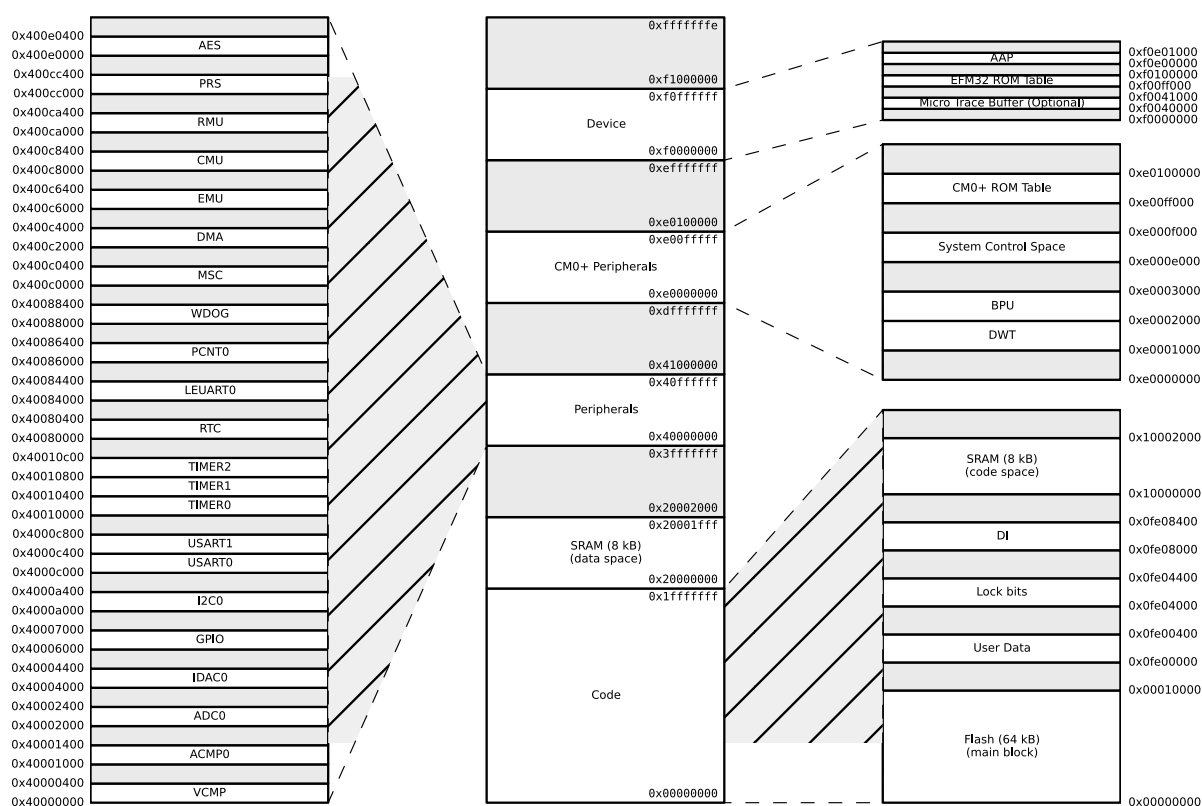 0x400e0400
AES
0x400e0000
0x400cc400
PRS
0x400cc000
0x400ca400
RMU
0x400ca000
0x400c8400
CMU
0x400c8000
0x400c6400
EMU
0x400c6000
0x400c4000
DMA
0x400c2000
0x400c0400
MSC
0x400c0000
0x40088400
WDOG
0x40088000
0x40086400
PCNT0
0x40086000
0x40084400
LEUART0
0x40084000
0x40080400
RTC
0x40080000
0x40010c00
TIMER2
0x40010800
TIMER1
0x40010400
TIMER0
0x40010000
0x4000c800
USART1
0x4000c400
USART0
0x4000c000
0x4000a400
I2C0
0x4000a000
0x40007000
GPIO
0x40006000
0x40004400
IDAC0
0x40004000
0x40002400
ADC0
0x40002000
0x40001400
ACMP0
0x40001000
0x40000400
VCMP
0x40000000
0xfffffffe
0xf1000000
0xf0ffffff
Device
0xf0000000
0xefffffff
0xe0100000
0xe00fffff
CM0+ Peripherals
0xe0000000
0xdfffffff
0x41000000
0x40ffffff
Peripherals
0x40000000
0x3fffffff
0x20002000
0x20001fff
SRAM (8 kB)
(data space)
0x20000000
0x1fffffff
Code
0x00000000
0xf0e01000
AAP
0xf0e00000
0xf0100000
EFM32 ROM Table
0xf00ff000
0xf0041000
Micro Trace Buffer (Optional)
0xf0040000
0xf0000000
0xe0100000
CM0+ ROM Table
0xe00ff000
0xe000f000
System Control Space
0xe000e000
0xe0003000
BPU
0xe0002000
DWT
0xe0001000
0xe0000000
0x10002000
SRAM (8 kB)
(code space)
0x10000000
0x0fe08400
DI
0x0fe08000
0x0fe04400
Lock bits
0x0fe04000
0x0fe00400
User Data
0x0fe00000
0x00010000
Flash (64 kB)
(main block)
0x00000000